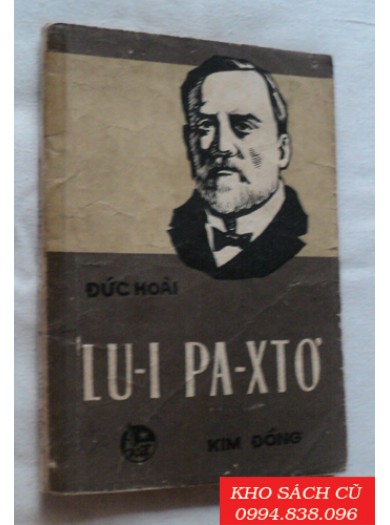 ĐỨC HOÀI
LU-I PA-XTƠ
KIM ĐỒNG
KHO SÁCH CŨ
0994.838.096